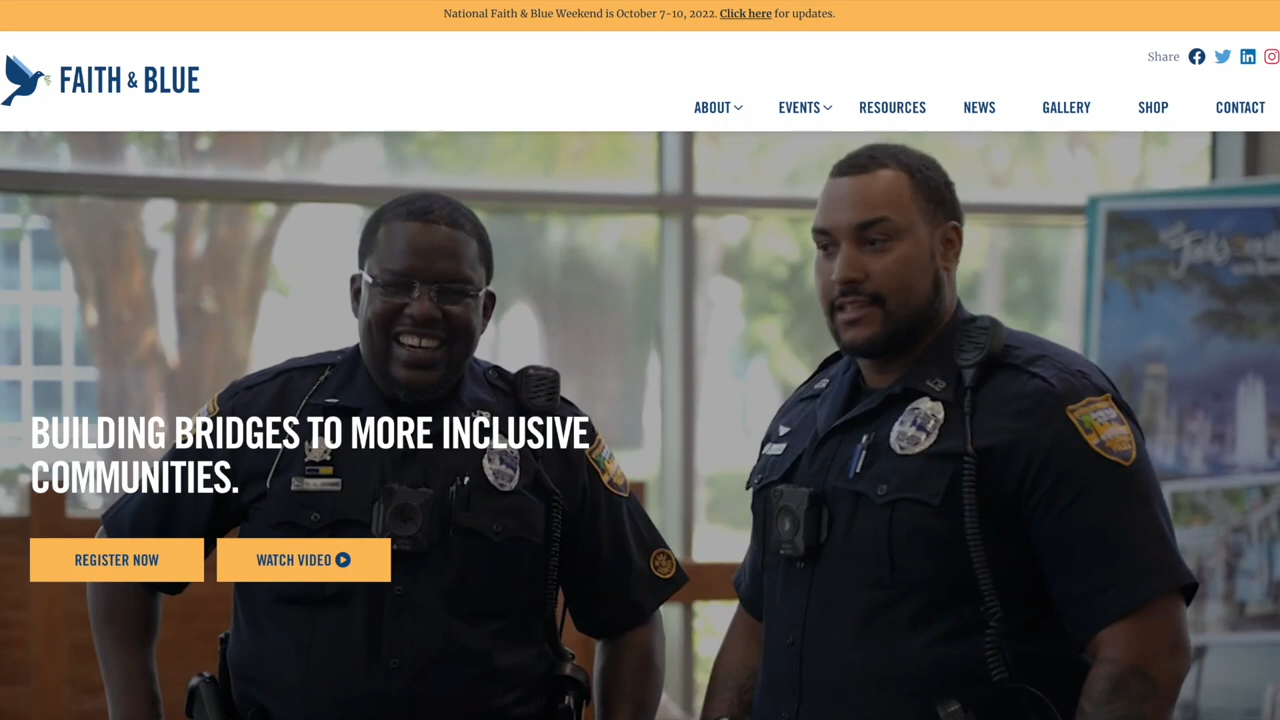 National Faith & Blue Weekend is October 7-10, 2022. Click here for updates.
Share
FAITH & BLUE
ABOUT
EVENTS
RESOURCES
NEWS
GALLERY
SHOP
CONTACT
BUILDING BRIDGES TO MORE INCLUSIVE
COMMUNITIES.
REGISTER NOW
WATCH VIDEO